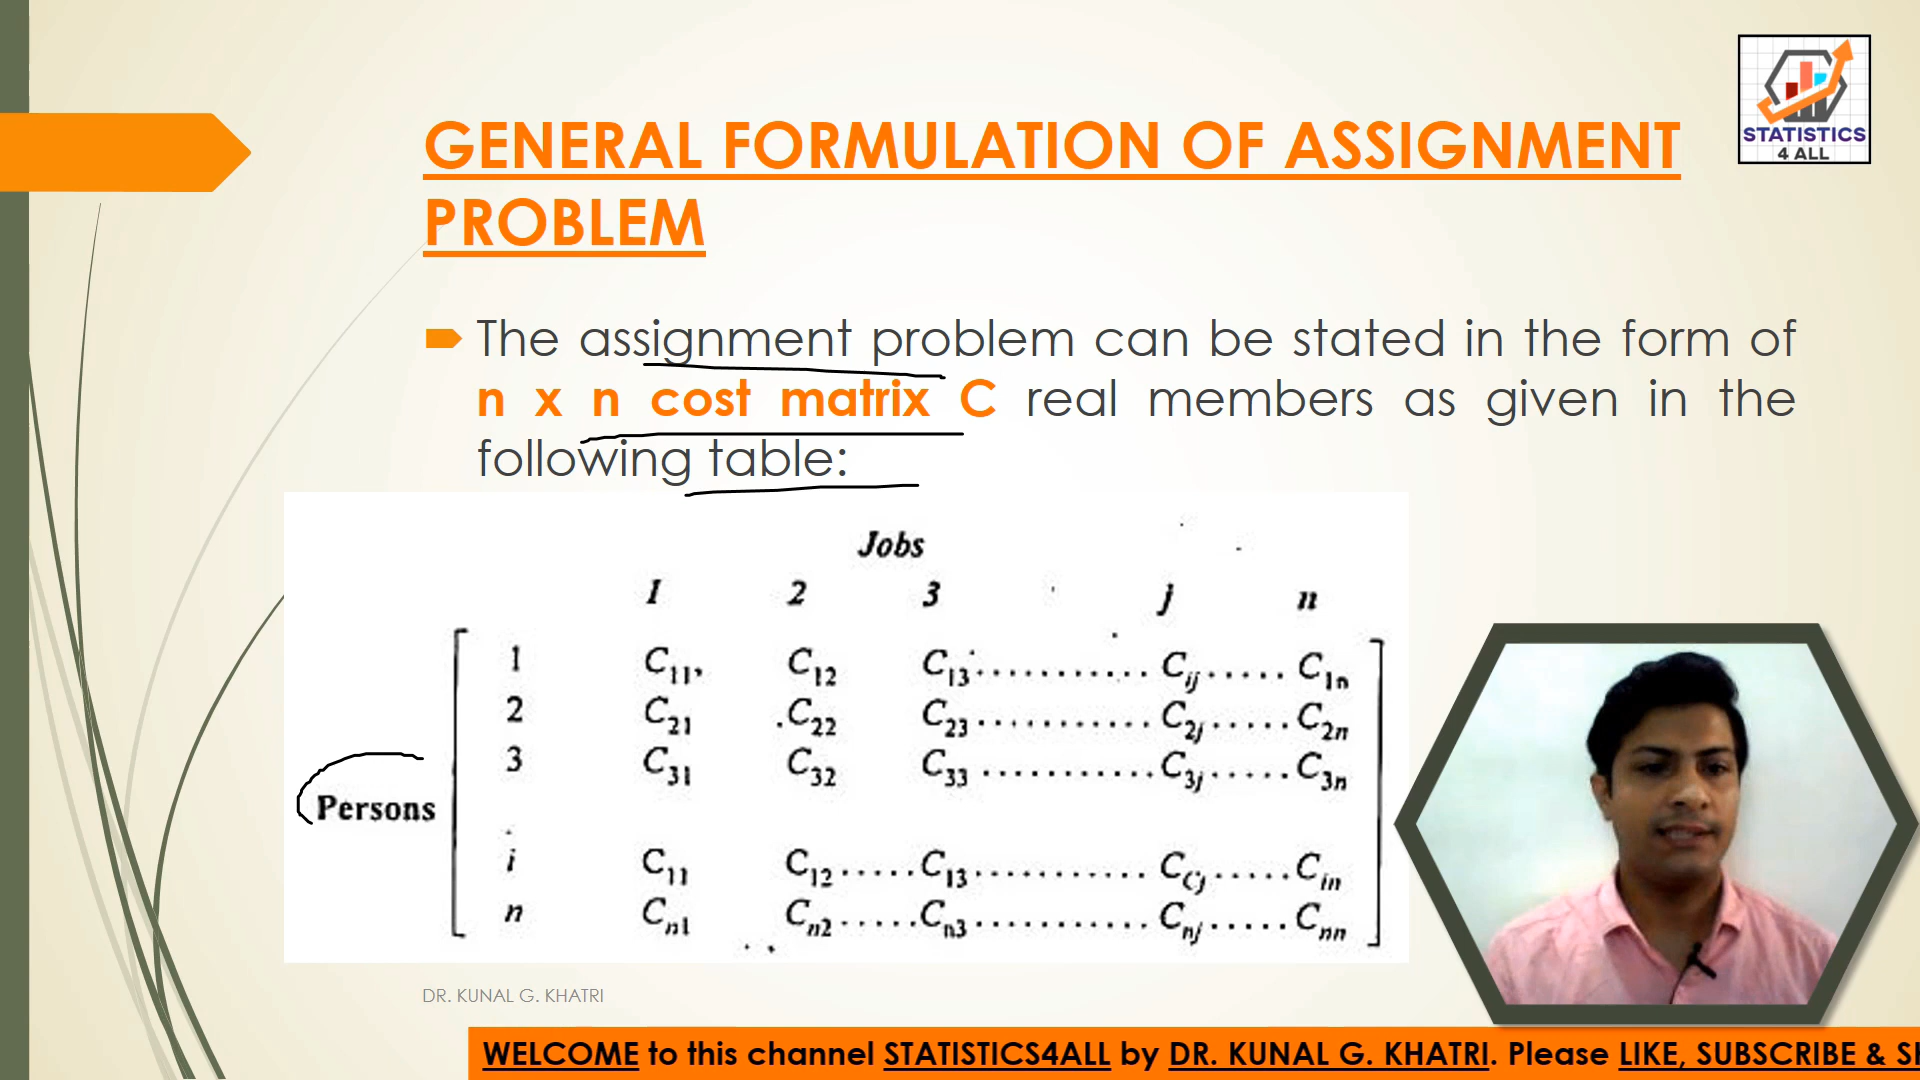 STATISTICS
4 ALL
GENERAL FORMULATION OF ASSIGNMENT
PROBLEM
The assignment problem can be stated in the form of
n x n cost matrix C real members as given in the
following table:
Jobs
1 2 3 j n
1 C11, C12 C13........... Cij..... C1n
2 C21 .C22 C23........... C2j..... C2n
3 C31 C32 C33 ........... C3j..... C3n
Persons
i C11 C12.....C13........... CCj.....Cin
n Cn1 Cn2.....Cn3........... Cnj.....Cnn
DR. KUNAL G. KHATRI
WELCOME to this channel STATISTICS4ALL by DR. KUNAL G. KHATRI. Please LIKE, SUBSCRIBE &